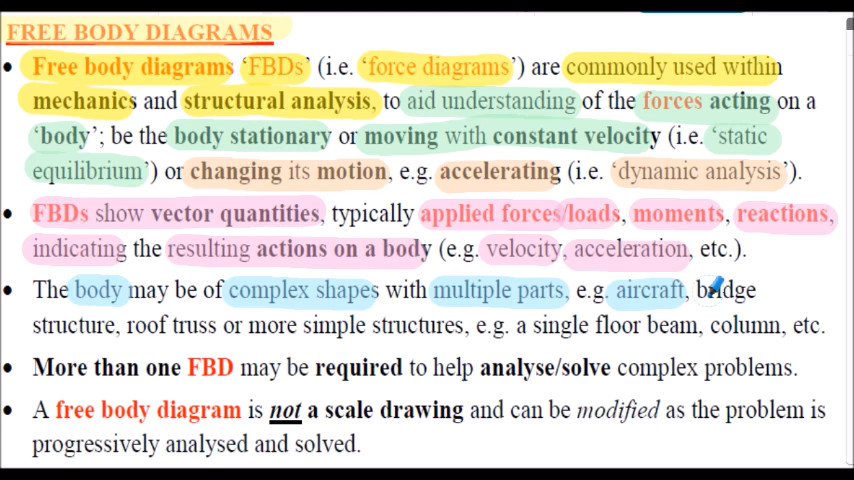 FREE BODY DIAGRAMS
• Free body diagrams ‘FBDs’ (i.e. ‘force diagrams’) are commonly used within
mechanics and structural analysis, to aid understanding of the forces acting on a
‘body’; be the body stationary or moving with constant velocity (i.e. ‘static
equilibrium’) or changing its motion, e.g. accelerating (i.e. ‘dynamic analysis’).
• FBDs show vector quantities, typically applied forces/loads, moments, reactions,
indicating the resulting actions on a body (e.g. velocity, acceleration, etc.).
• The body may be of complex shapes with multiple parts, e.g. aircraft, bridge
structure, roof truss or more simple structures, e.g. a single floor beam, column, etc.
• More than one FBD may be required to help analyse/solve complex problems.
• A free body diagram is not a scale drawing and can be modified as the problem is
progressively analysed and solved.